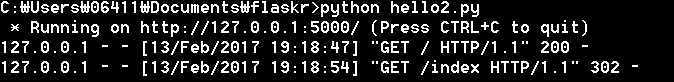 C:₩Users₩06411₩Documents₩flaskr>python hello2.py
 * Running on http://127.0.0.1:5000/ (Press CTRL+C to quit)
127.0.0.1 - - [13/Feb/2017 19:18:47] "GET / HTTP/1.1" 200 -
127.0.0.1 - - [13/Feb/2017 19:18:54] "GET /index HTTP/1.1" 302 -